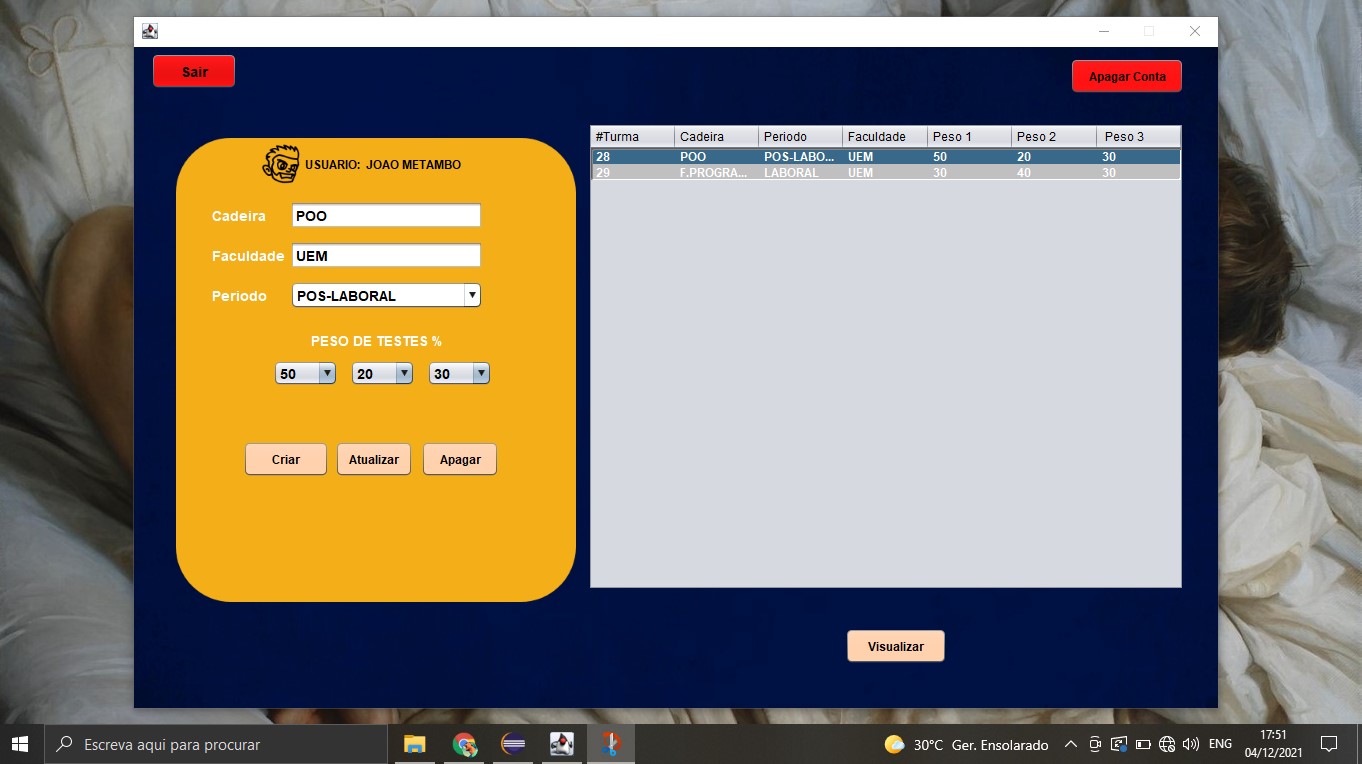 Sair
Apagar Conta
USUARIO: JOAO METAMBO
Cadeira POO
Faculdade UEM
Periodo POS-LABORAL
PESO DE TESTES %
50 20 30
Criar Atualizar Apagar
#Turma Cadeira Periodo Faculdade Peso 1 Peso 2 Peso 3
28 POO POS-LABO... UEM 50 20 30
29 F.PROGRA... LABORAL UEM 30 40 30
Visualizar
Escreva aqui para procurar
30°C Ger. Ensolarado
ENG
17:51
04/12/2021